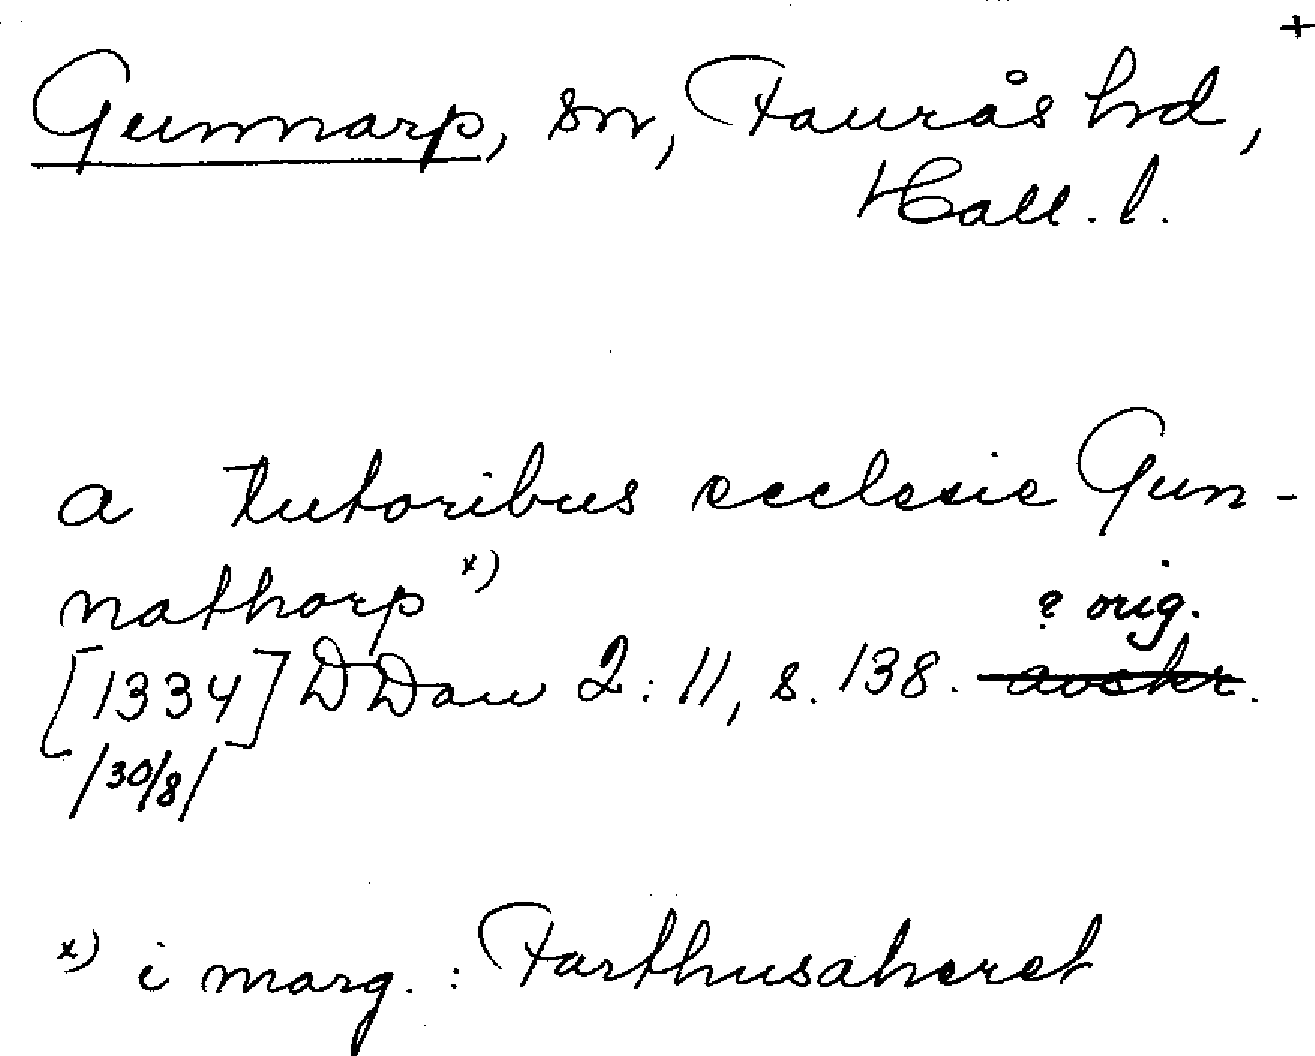 +
Gunnarp, sn, Faurås hd,
Hall. l.
a tutoribus ecclesie Gun-
nathorp x)
? orig.
[1334] DDan 2: 11, s. 138. avskr.
/30/8/
x) i marg.: Farthusaheret